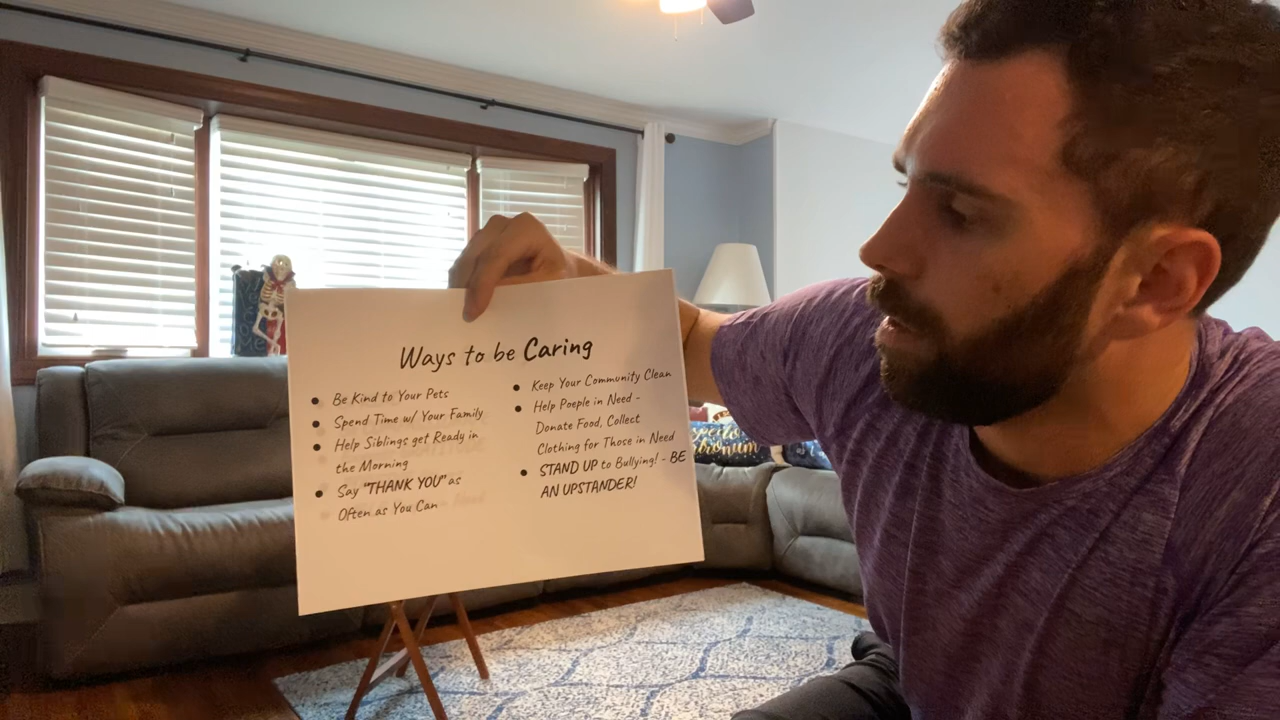 Ways to be Caring
Be Kind to Your Pets
Spend Time w/ Your Family
Help Siblings get Ready in
the Morning
Say "THANK YOU" as
Often as You Can
Keep Your Community Clean
Help Poeple in Need -
Donate Food, Collect
Clothing for Those in Need
STAND UP to Bullying! - BE
AN UPSTANDER!